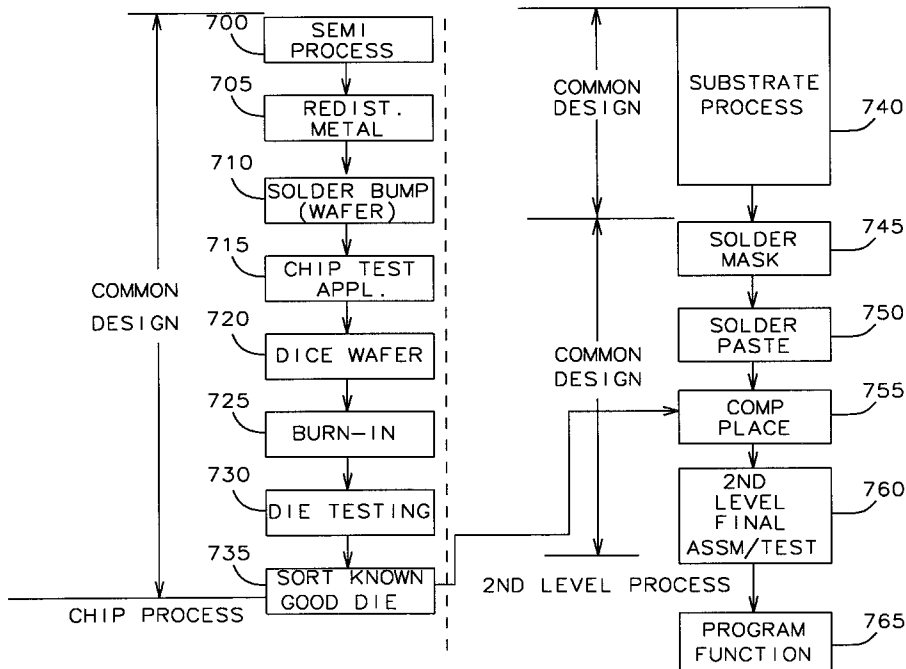 700
SEMI
PROCESS
705
REDIST.
METAL
710
SOLDER BUMP
(WAFER)
715
CHIP TEST
APPL.
720
DICE WAFER
725
BURN-IN
730
DIE TESTING
735
SORT KNOWN
GOOD DIE
COMMON
DESIGN
CHIP PROCESS
COMMON
DESIGN
SUBSTRATE
PROCESS
740
SOLDER
MASK
745
SOLDER
PASTE
750
COMMON
DESIGN
COMP
PLACE
755
2ND
LEVEL
FINAL
ASSM/TEST
760
2ND LEVEL PROCESS
PROGRAM
FUNCTION
765